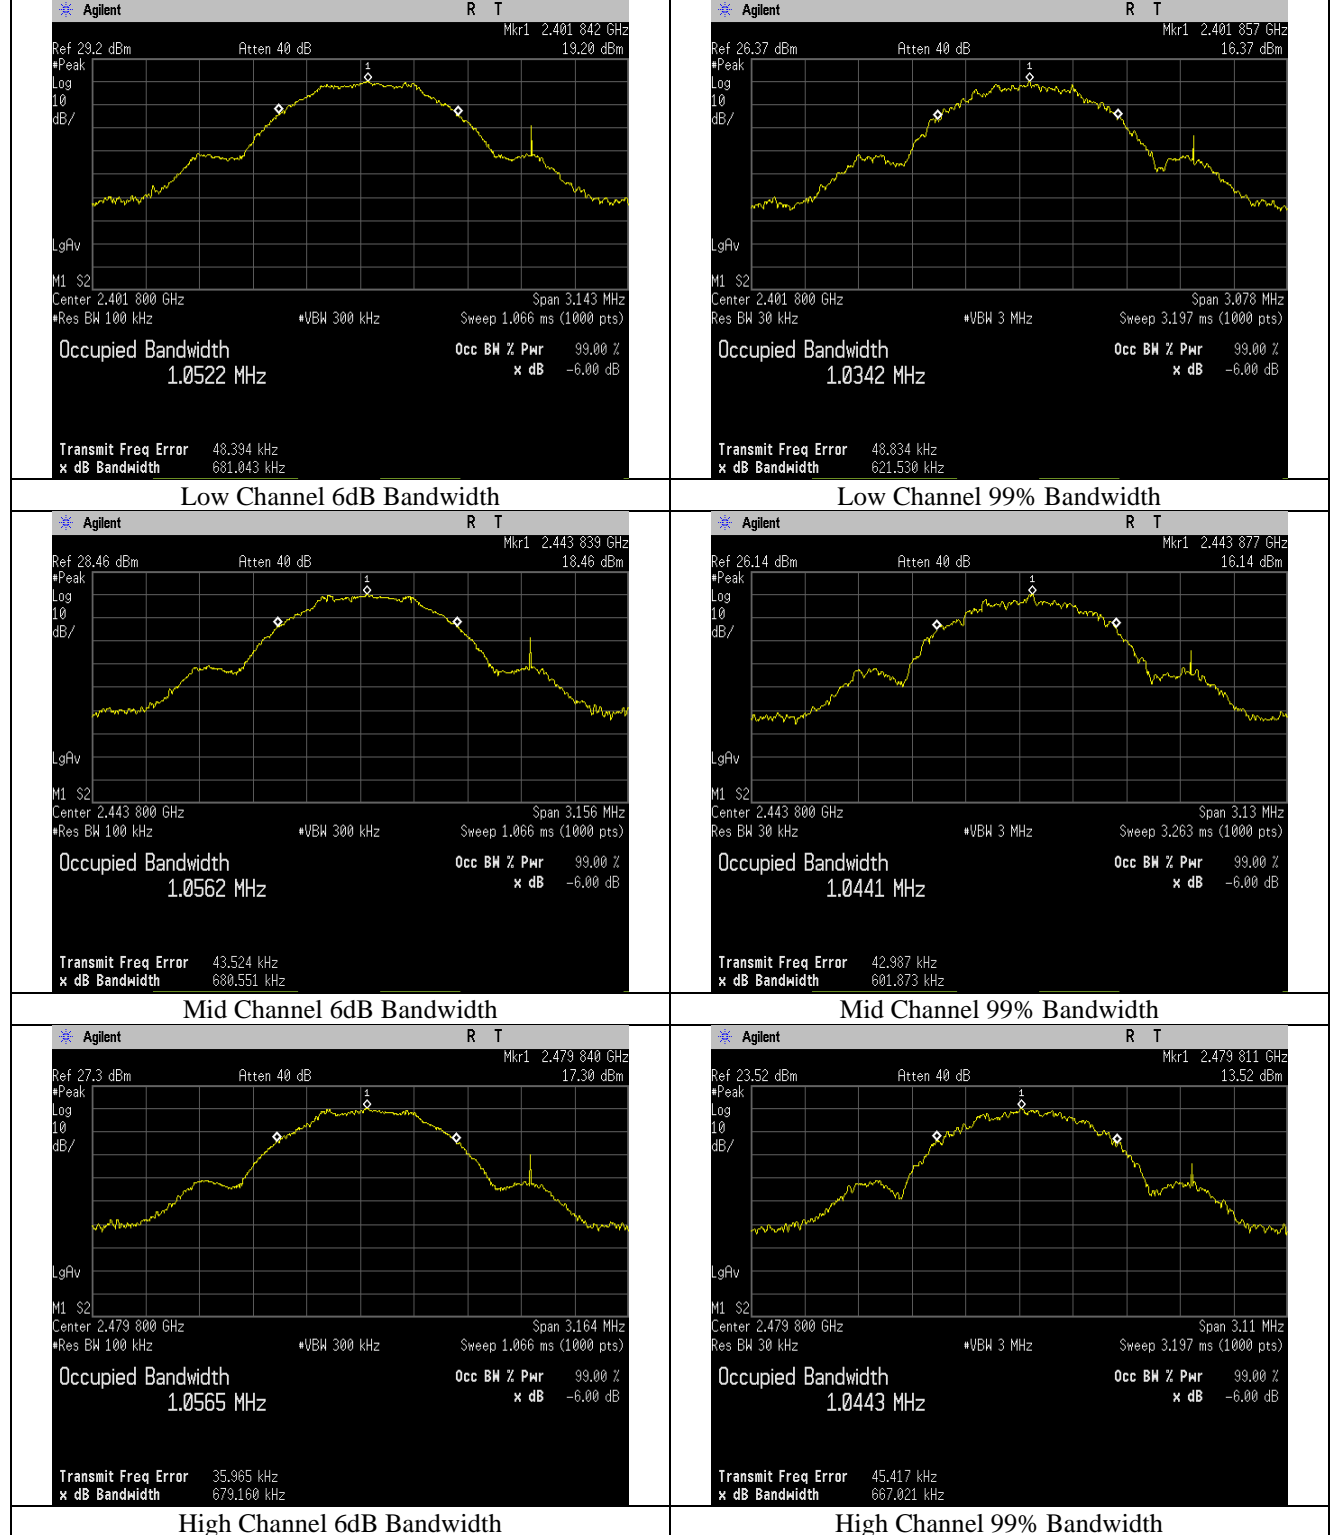 Agilent R T
Mkr1 2.401 842 GHz
Ref 29.2 dBm Atten 40 dB 19.20 dBm
#Peak
Log
10
dB/
1
LgAv
M1 S2
Center 2.401 800 GHz Span 3.143 MHz
#Res BW 100 kHz #VBW 300 kHz Sweep 1.066 ms (1000 pts)
Occupied Bandwidth Occ BW % Pwr 99.00 %
1.0522 MHz x dB -6.00 dB
Transmit Freq Error 48.394 kHz
x dB Bandwidth 681.043 kHz
Low Channel 6dB Bandwidth
Agilent R T
Mkr1 2.401 857 GHz
Ref 26.37 dBm Atten 40 dB 16.37 dBm
#Peak
Log
10
dB/
1
LgAv
M1 S2
Center 2.401 800 GHz Span 3.078 MHz
Res BW 30 kHz #VBW 3 MHz Sweep 3.197 ms (1000 pts)
Occupied Bandwidth Occ BW % Pwr 99.00 %
1.0342 MHz x dB -6.00 dB
Transmit Freq Error 48.834 kHz
x dB Bandwidth 621.530 kHz
Low Channel 99% Bandwidth
Agilent R T
Mkr1 2.443 839 GHz
Ref 28.46 dBm Atten 40 dB 18.46 dBm
#Peak
Log
10
dB/
1
LgAv
M1 S2
Center 2.443 800 GHz Span 3.156 MHz
#Res BW 100 kHz #VBW 300 kHz Sweep 1.066 ms (1000 pts)
Occupied Bandwidth Occ BW % Pwr 99.00 %
1.0562 MHz x dB -6.00 dB
Transmit Freq Error 43.524 kHz
x dB Bandwidth 680.551 kHz
Mid Channel 6dB Bandwidth
Agilent R T
Mkr1 2.443 877 GHz
Ref 26.14 dBm Atten 40 dB 16.14 dBm
#Peak
Log
10
dB/
1
LgAv
M1 S2
Center 2.443 800 GHz Span 3.13 MHz
Res BW 30 kHz #VBW 3 MHz Sweep 3.263 ms (1000 pts)
Occupied Bandwidth Occ BW % Pwr 99.00 %
1.0441 MHz x dB -6.00 dB
Transmit Freq Error 42.987 kHz
x dB Bandwidth 601.873 kHz
Mid Channel 99% Bandwidth
Agilent R T
Mkr1 2.479 840 GHz
Ref 27.3 dBm Atten 40 dB 17.30 dBm
#Peak
Log
10
dB/
1
LgAv
M1 S2
Center 2.479 800 GHz Span 3.164 MHz
#Res BW 100 kHz #VBW 300 kHz Sweep 1.066 ms (1000 pts)
Occupied Bandwidth Occ BW % Pwr 99.00 %
1.0565 MHz x dB -6.00 dB
Transmit Freq Error 35.965 kHz
x dB Bandwidth 679.160 kHz
High Channel 6dB Bandwidth
Agilent R T
Mkr1 2.479 811 GHz
Ref 23.52 dBm Atten 40 dB 13.52 dBm
#Peak
Log
10
dB/
1
LgAv
M1 S2
Center 2.479 800 GHz Span 3.11 MHz
Res BW 30 kHz #VBW 3 MHz Sweep 3.197 ms (1000 pts)
Occupied Bandwidth Occ BW % Pwr 99.00 %
1.0443 MHz x dB -6.00 dB
Transmit Freq Error 45.417 kHz
x dB Bandwidth 667.021 kHz
High Channel 99% Bandwidth